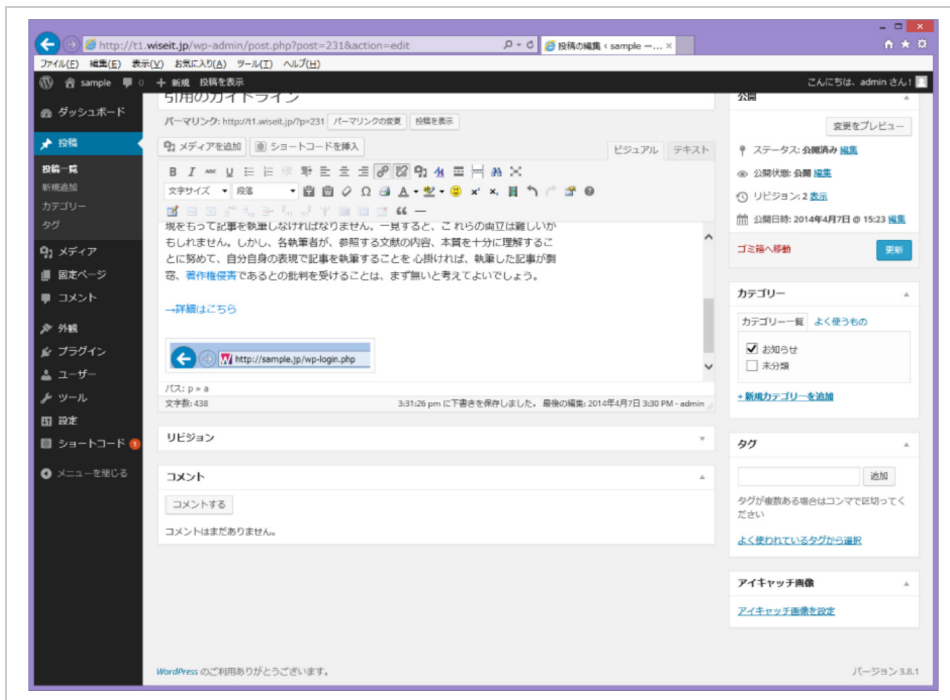 http://t1.wiseit.jp/wp-admin/post.php?post=231&action=edit
投稿の編集 ‹ sample —...
ファイル(F) 編集(E) 表示(V) お気に入り(A) ツール(T) ヘルプ(H)
sample 0 + 新規 投稿を表示 こんにちは、admin さん!
ダッシュボード
投稿
投稿一覧
新規追加
カテゴリー
タグ
メディア
固定ページ
コメント
外観
プラグイン
ユーザー
ツール
設定
ショートコード 1
メニューを閉じる
引用のガイドライン
パーマリンク: http://t1.wiseit.jp/?p=231 パーマリンクの変更 投稿を表示
メディアを追加 ショートコードを挿入 ビジュアル テキスト
文字サイズ 段落
現をもって記事を執筆しなければなりません。一見すると、これらの両立は難しいか
もしれません。しかし、各執筆者が、参照する文献の内容、本質を十分に理解するこ
とに努めて、自分自身の表現で記事を執筆することを 心掛ければ、執筆した記事が剽
窃、著作権侵害であるとの批判を受けることは、まず無いと考えてよいでしょう。
→詳細はこちら
http://sample.jp/wp-login.php
パス: p » a
文字数: 438 3:31:26 pm に下書きを保存しました。 最後の編集: 2014年4月7日 3:30 PM - admin
リビジョン
コメント
コメントする
コメントはまだありません。
WordPress のご利用ありがとうございます。
公開
変更をプレビュー
ステータス: 公開済み 編集
公開状態: 公開 編集
リビジョン: 2 表示
公開日時: 2014年4月7日 @ 15:23 編集
ゴミ箱へ移動 更新
カテゴリー
カテゴリー一覧 よく使うもの
お知らせ
未分類
+ 新規カテゴリーを追加
タグ
追加
タグが複数ある場合はコンマで区切ってく
ださい
よく使われているタグから選択
アイキャッチ画像
アイキャッチ画像を設定
バージョン 3.8.1